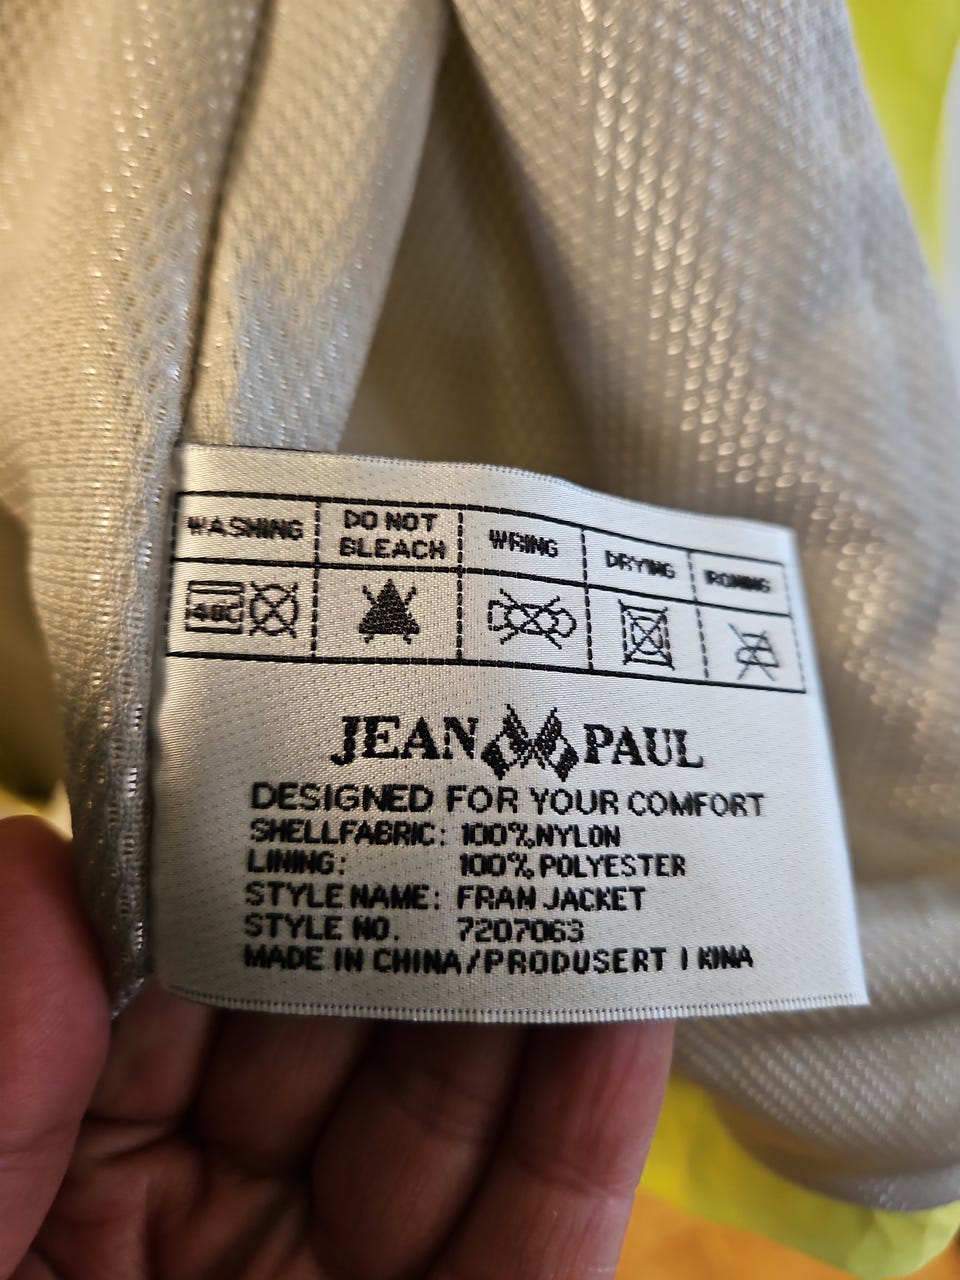 WASHING DO NOT BLEACH WRING DRYING IRONING
40C
JEAN PAUL
DESIGNED FOR YOUR COMFORT
SHELLFABRIC: 100% NYLON
LINING: 100% POLYESTER
STYLE NAME: FRAN JACKET
STYLE NO. 7207063
MADE IN CHINA/PRODUSERT I KINA